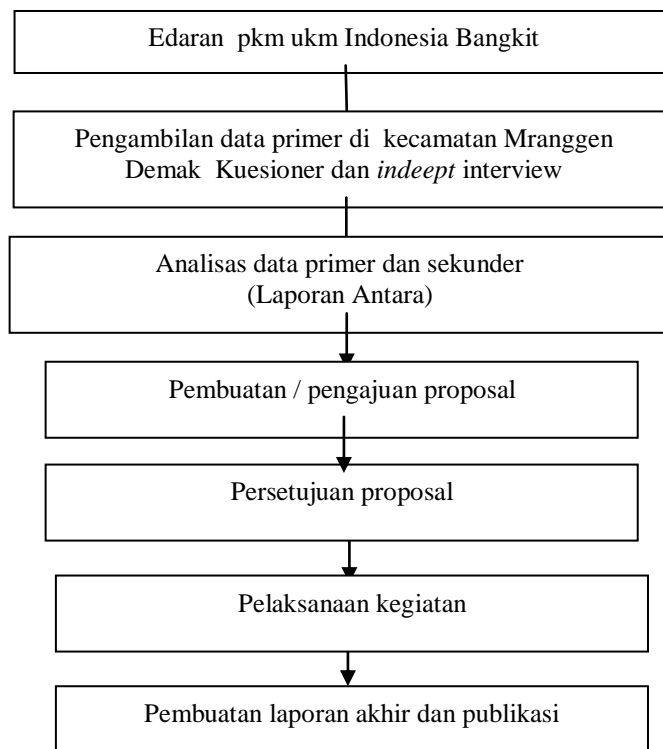 Edaran pkm ukm Indonesia Bangkit
Pengambilan data primer di kecamatan Mranggen
Demak Kuesioner dan indeept interview
Analisas data primer dan sekunder
(Laporan Antara)
Pembuatan / pengajuan proposal
Persetujuan proposal
Pelaksanaan kegiatan
Pembuatan laporan akhir dan publikasi